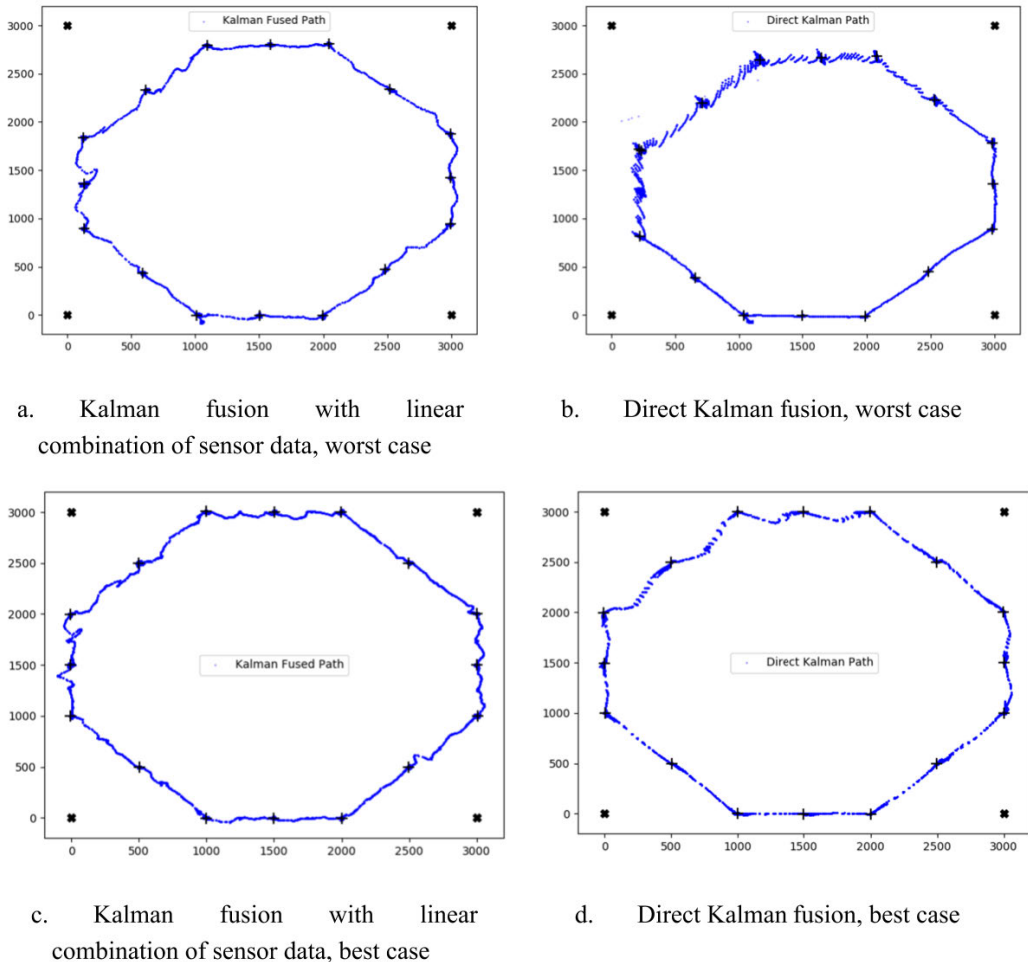 Kalman Fused Path
3000
2500
2000
1500
1000
500
0
0 500 1000 1500 2000 2500 3000
Direct Kalman Path
3000
2500
2000
1500
1000
500
0
0 500 1000 1500 2000 2500 3000
a. Kalman fusion with linear
combination of sensor data, worst case
b. Direct Kalman fusion, worst case
3000
2500
2000
1500
1000
500
0
Kalman Fused Path
0 500 1000 1500 2000 2500 3000
3000
2500
2000
1500
1000
500
0
Direct Kalman Path
0 500 1000 1500 2000 2500 3000
c. Kalman fusion with linear
combination of sensor data, best case
d. Direct Kalman fusion, best case